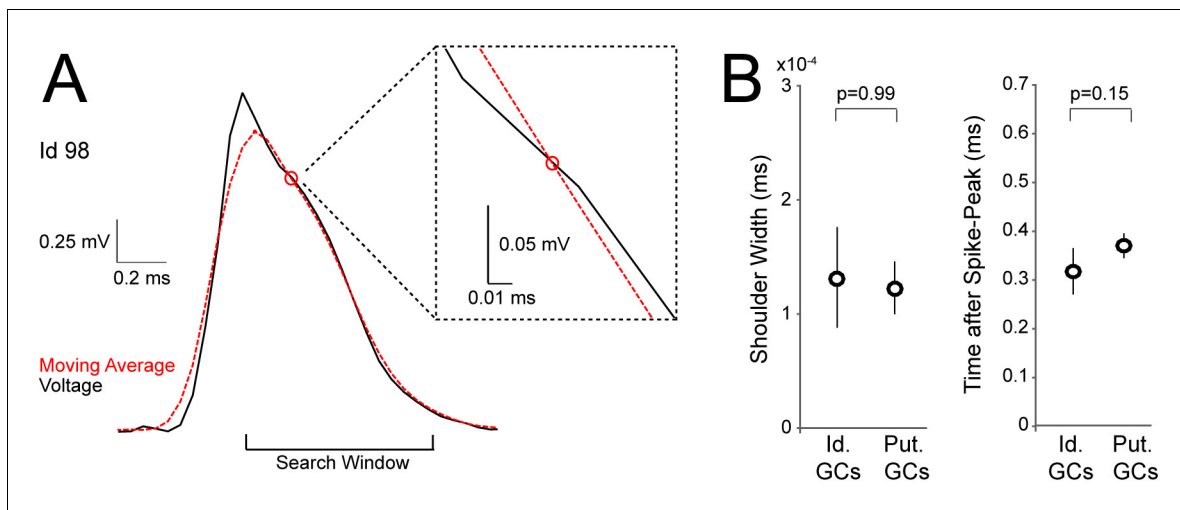 A
Id 98
0.25 mV
0.2 ms
Moving Average
Voltage
Search Window
0.05 mV
0.01 ms
B
x10-4
Shoulder Width (ms)
3
2
1
0
p=0.99
Id. GCs
Put. GCs
Time after Spike-Peak (ms)
0.7
0.6
0.5
0.4
0.3
0.2
0.1
0
p=0.15
Id. GCs
Put. GCs